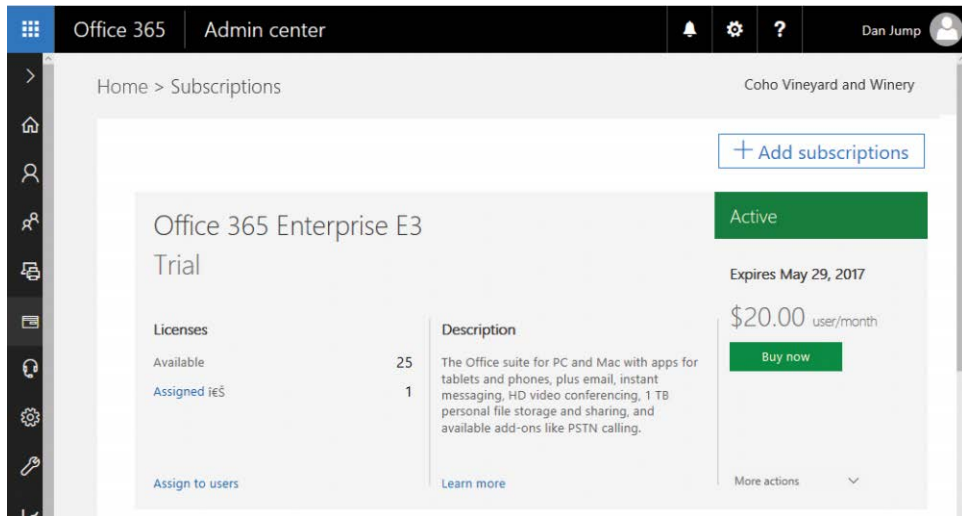 Office 365 Admin center ? Dan Jump
Home > Subscriptions Coho Vineyard and Winery
+ Add subscriptions
Office 365 Enterprise E3
Trial
Active
Expires May 29, 2017
$20.00 user/month
Buy now
Licenses
Available 25
Assigned i€Š 1
Assign to users
Description
The Office suite for PC and Mac with apps for
tablets and phones, plus email, instant
messaging, HD video conferencing, 1 TB
personal file storage and sharing, and
available add-ons like PSTN calling.
Learn more
More actions